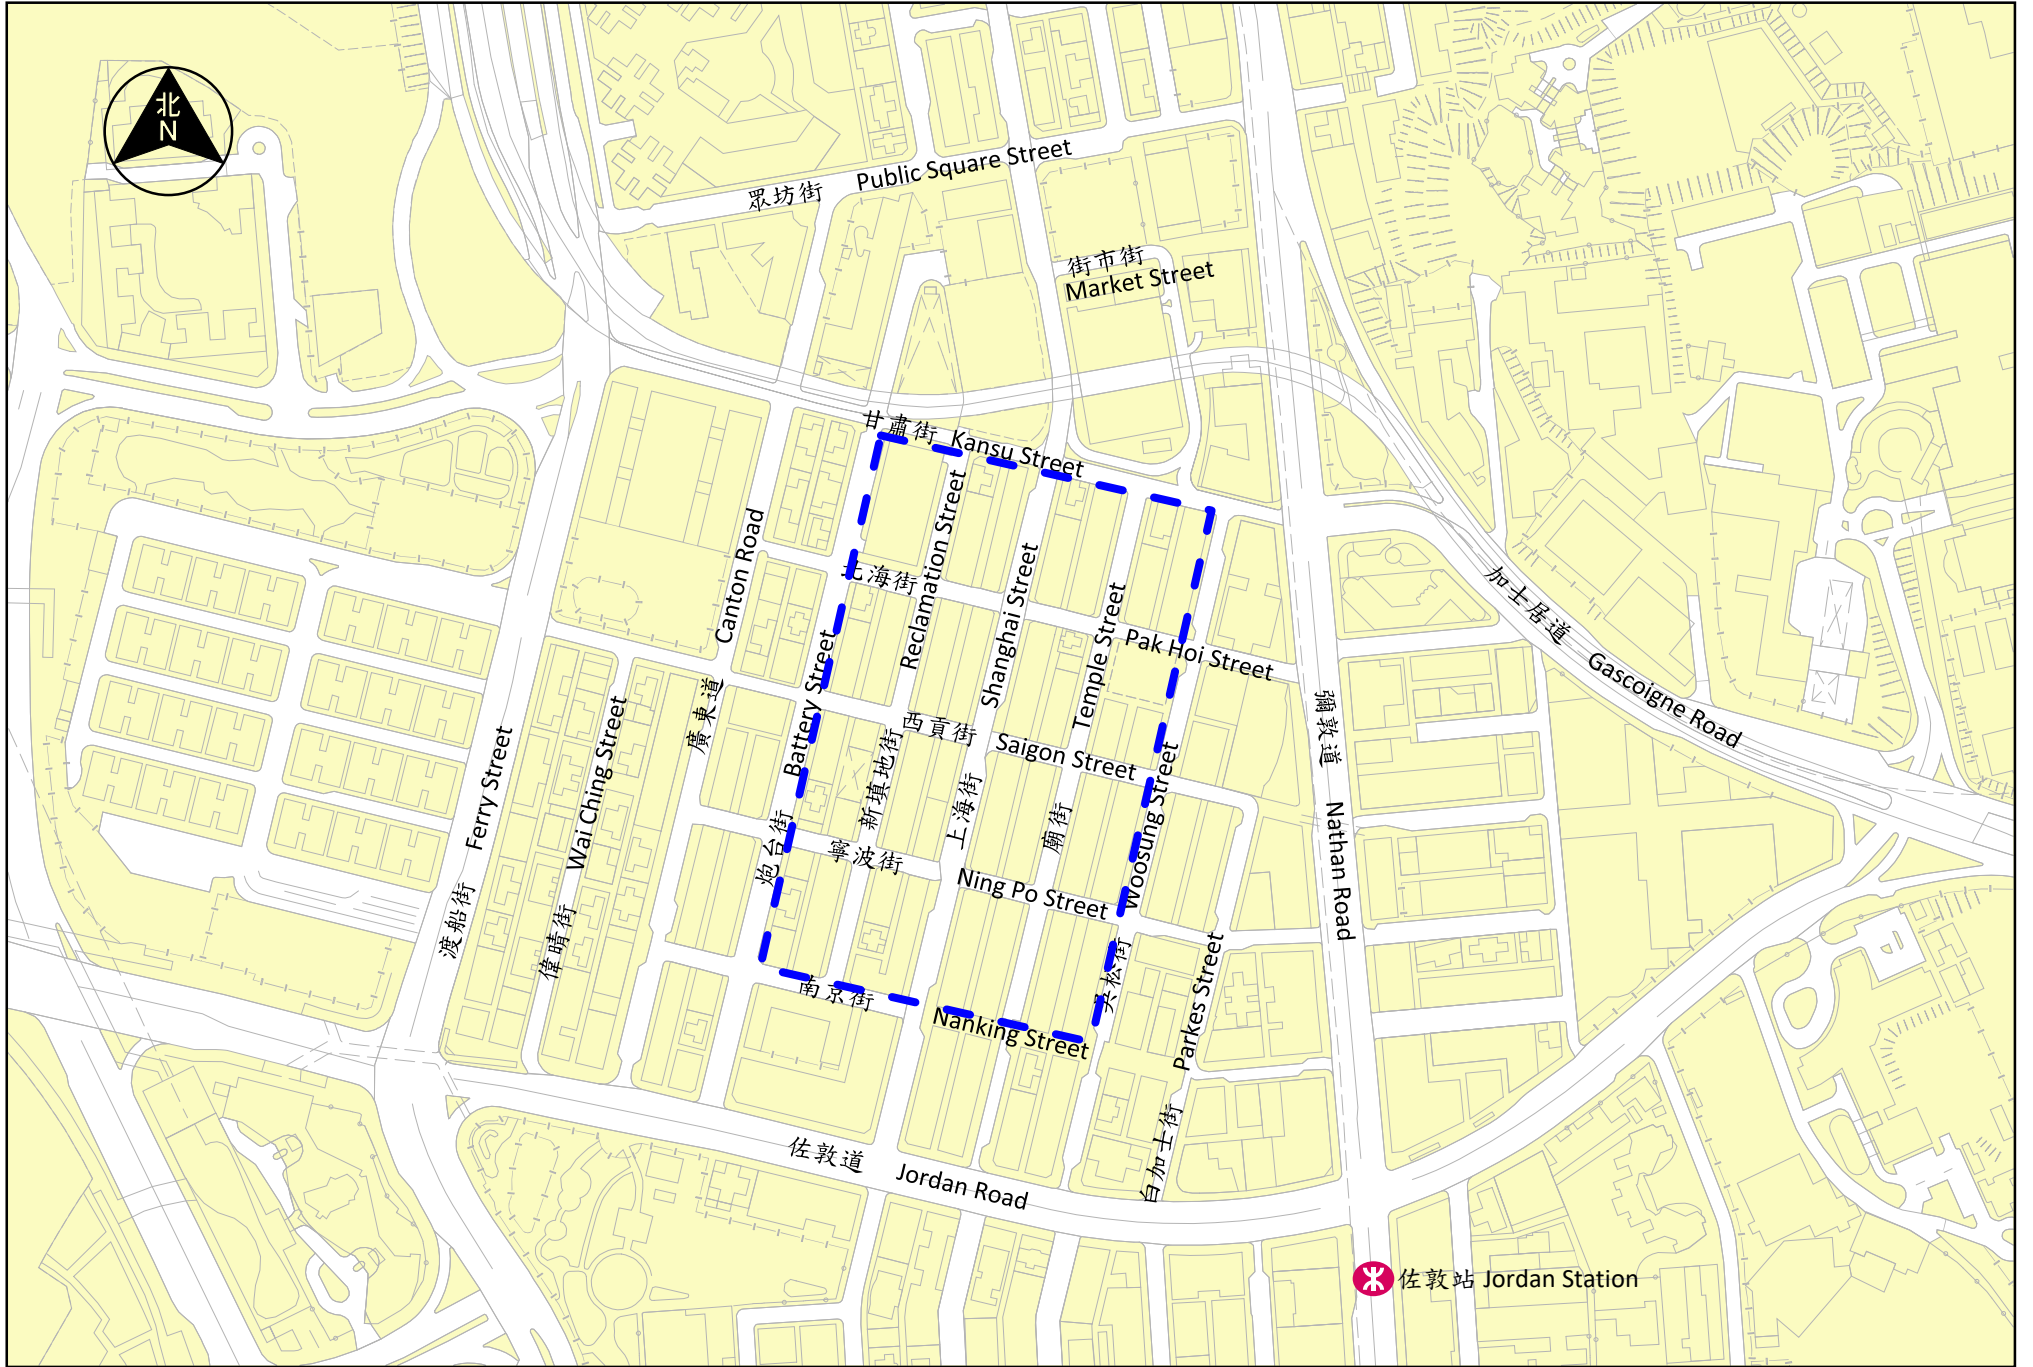 北
N
眾坊街 Public Square Street
街市街
Market Street
甘肅街 Kansu Street
北海街
Pak Hoi Street
Canton Road
廣東道
Battery Street
炮台街
Reclamation Street
新填地街
Shanghai Street
上海街
Temple Street
廟街
Woosung Street
吳松街
西貢街 Saigon Street
寧波街
Ning Po Street
南京街
Nanking Street
Ferry Street
渡船街
Wai Ching Street
偉晴街
Parkes Street
白加士街
彌敦道 Nathan Road
加士居道 Gascoigne Road
佐敦道 Jordan Road
佐敦站 Jordan Station